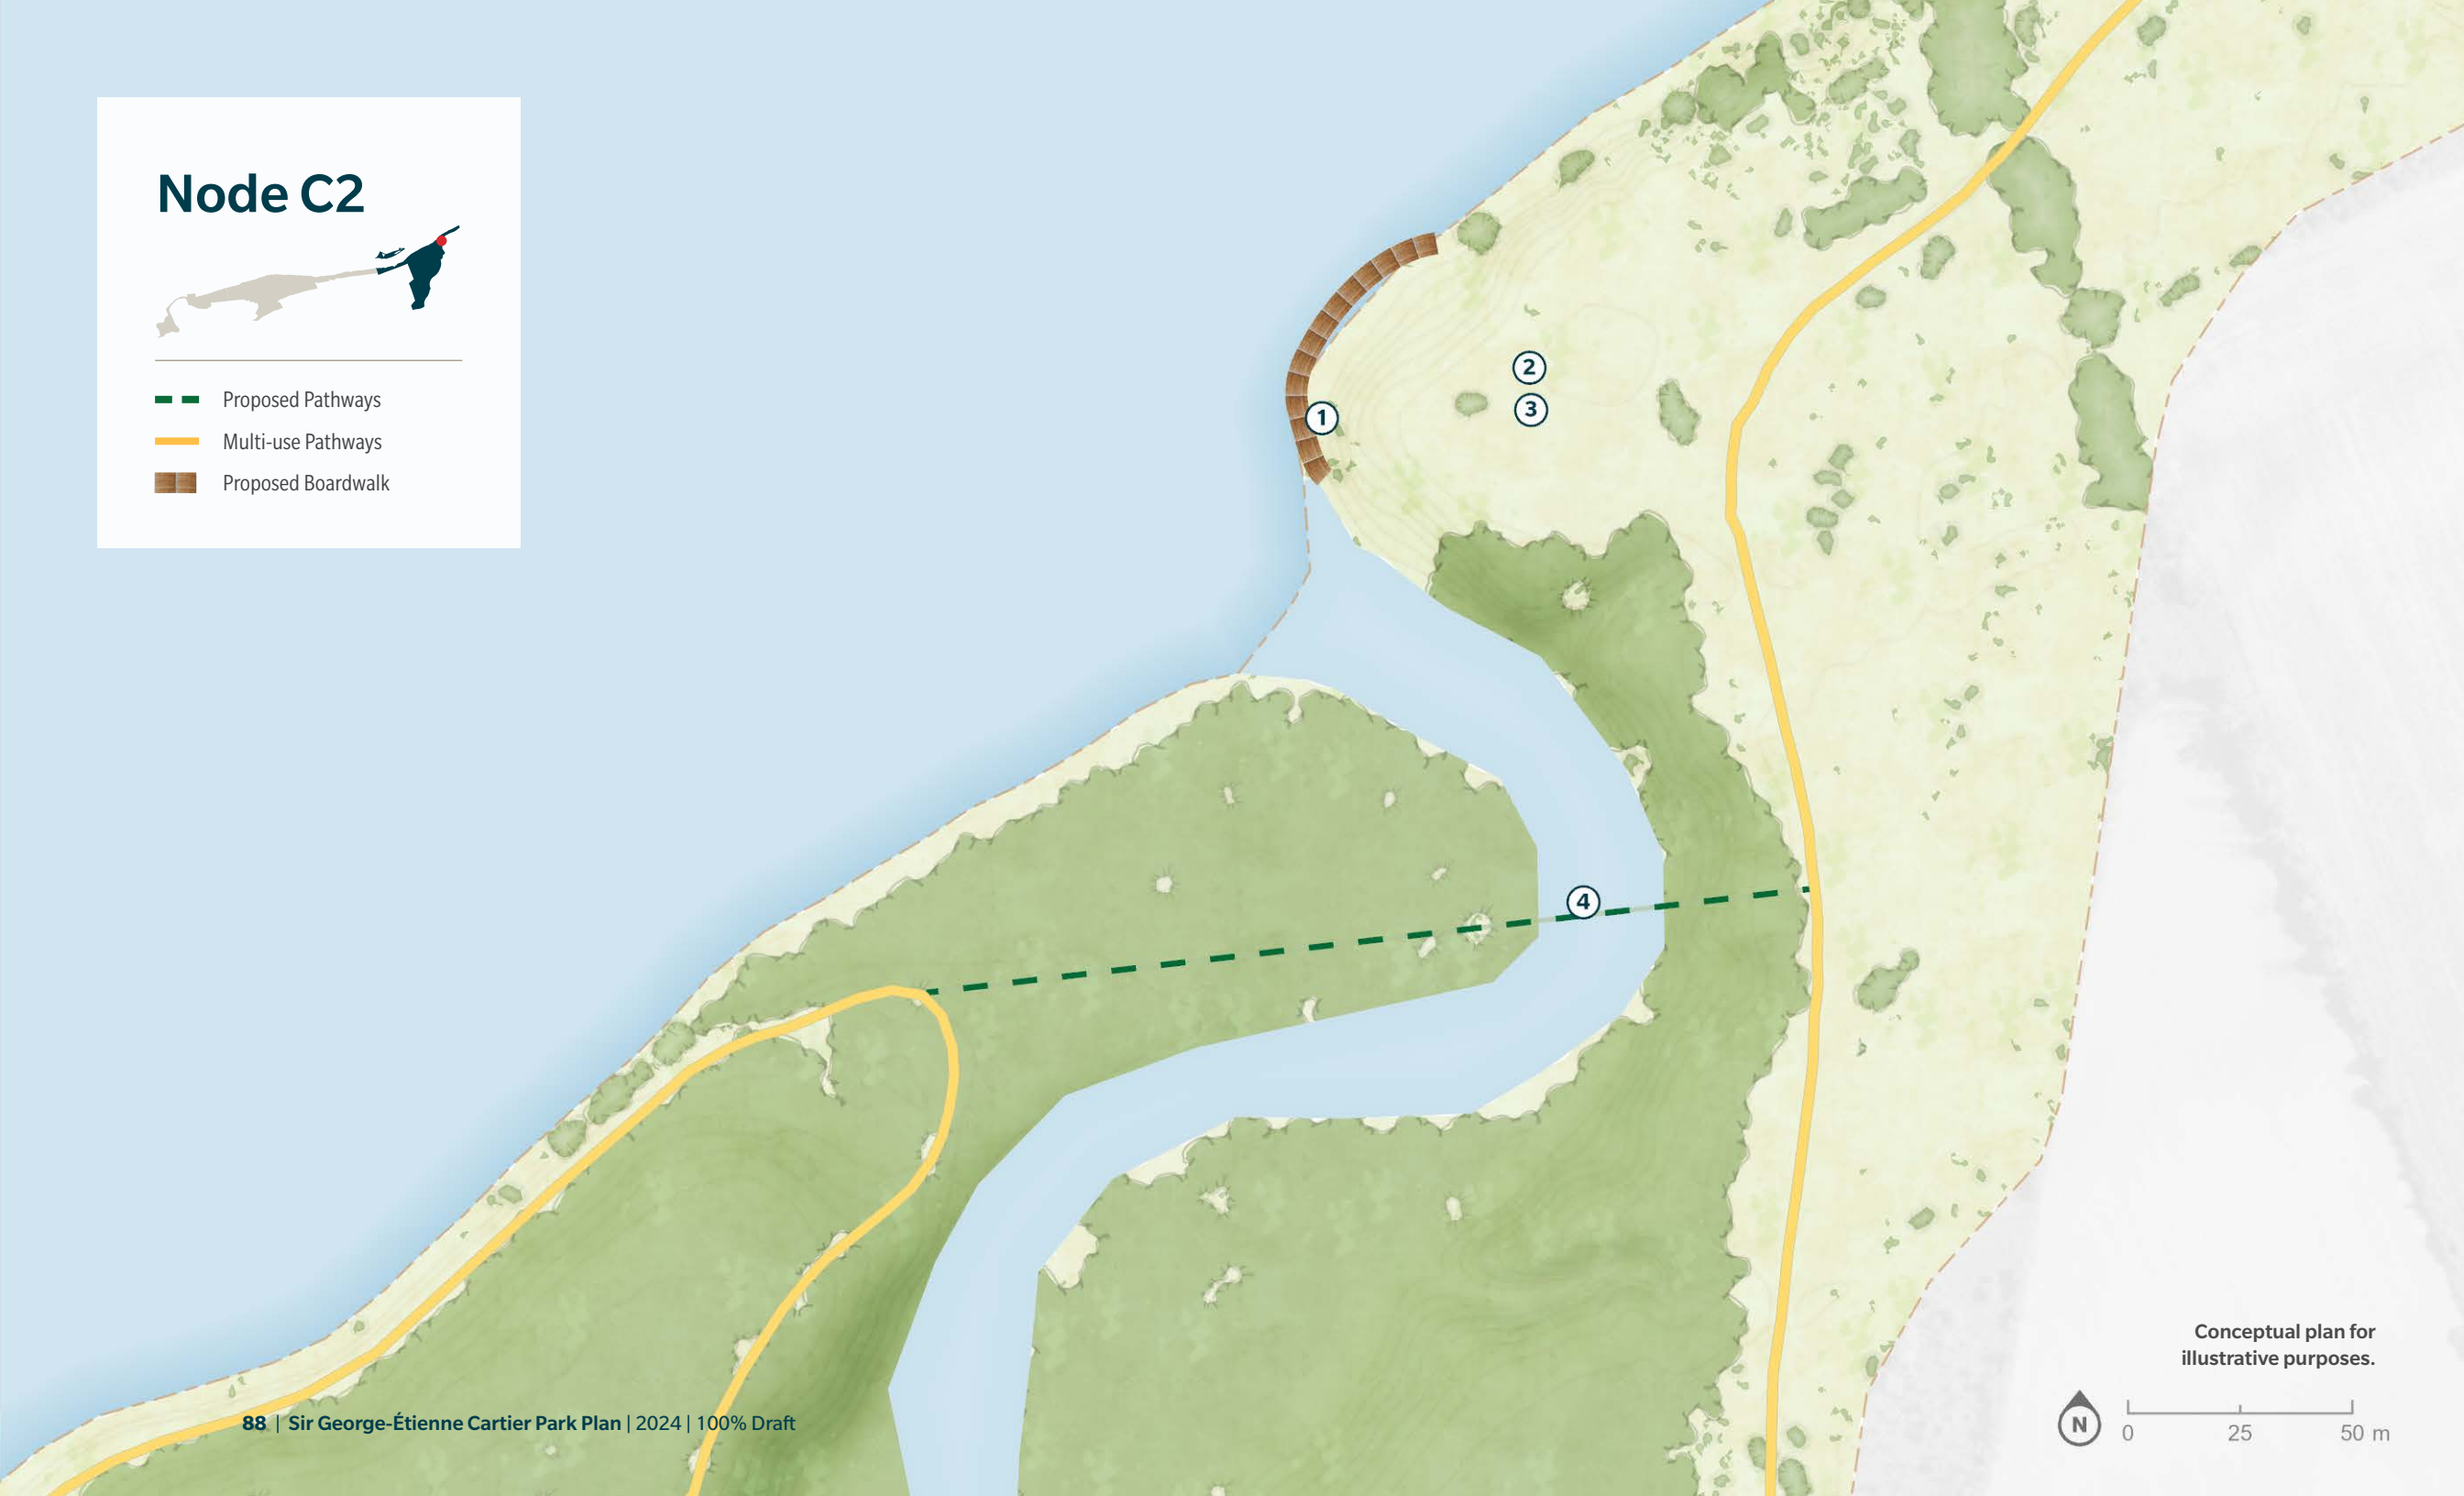 Node C2
Proposed Pathways
Multi-use Pathways
Proposed Boardwalk
2
3
1
4
Conceptual plan for
illustrative purposes.
N
0 25 50 m
88 | Sir George-Étienne Cartier Park Plan | 2024 | 100% Draft